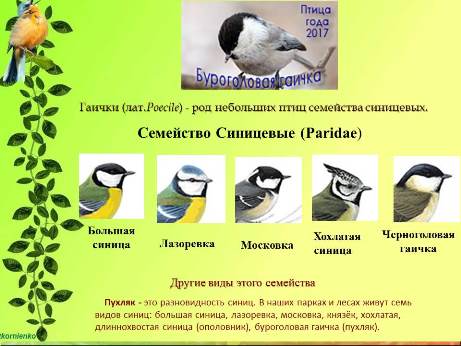 Птица
года
2017
Буроголовая гаичка
Гаички (лат.Poecile) - род небольших птиц семейства синицевых.
Семейство Синицевые (Paridae)
Большая
синица
Лазоревка
Московка
Хохлатая
синица
Черноголовая
гаичка
Другие виды этого семейства
Пухляк - это разновидность синиц. В наших парках и лесах живут семь
видов синиц: большая синица, лазоревка, московка, князёк, хохлатая,
длиннохвостая синица (ополовник), буроголовая гаичка (пухляк).
tkornienko